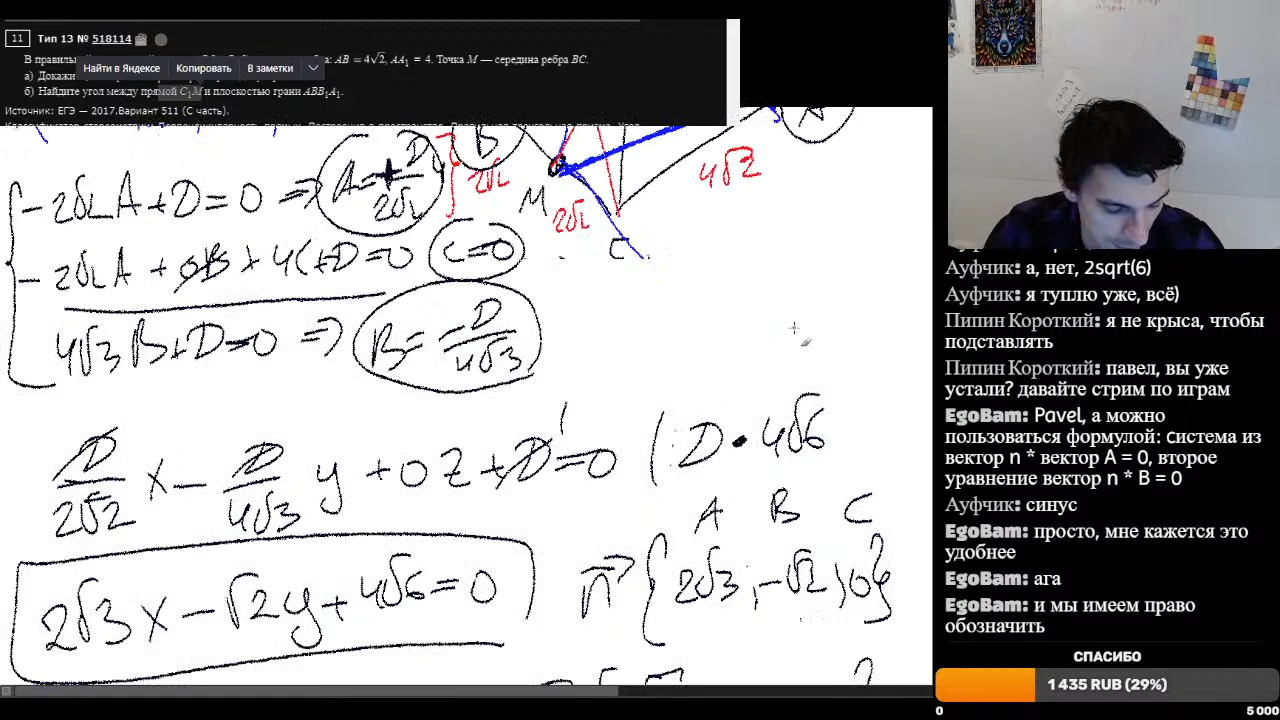 11 Тип 13 № 518114
В правиль : AB = 4√2, AA₁ = 4. Точка M — середина ребра BC.
Найти в Яндексе Копировать В заметки
а) Докажи
б) Найдите угол между прямой C₁M и плоскостью грани ABB₁A₁.
Источник: ЕГЭ — 2017.Вариант 511 (С часть).
B
A
2√2
4√2
M
2√2
C
-2√2A+D=0 => A=+D/2√2
-2√2A+0B+4C+D=0 C=0
4√3B+D=0 => B=-D/4√3
D/2√2 x - D/4√3 y + 0z + D = 0 | : D • 4√6
A B C
2√3x - √2y + 4√6 = 0
n {2√3; -√2; 0}
Ауфчик: а, нет, 2sqrt(6)
Ауфчик: я туплю уже, всё)
Пипин Короткий: я не крыса, чтобы
подставлять
Пипин Короткий: павел, вы уже
устали? давайте стрим по играм
EgoBam: Pavel, а можно
пользоваться формулой: система из
вектор n * вектор A = 0, второе
уравнение вектор n * B = 0
Ауфчик: синус
EgoBam: просто, мне кажется это
удобнее
EgoBam: ага
EgoBam: и мы имеем право
обозначить
СПАСИБО
1 435 RUB (29%)
0 5 000